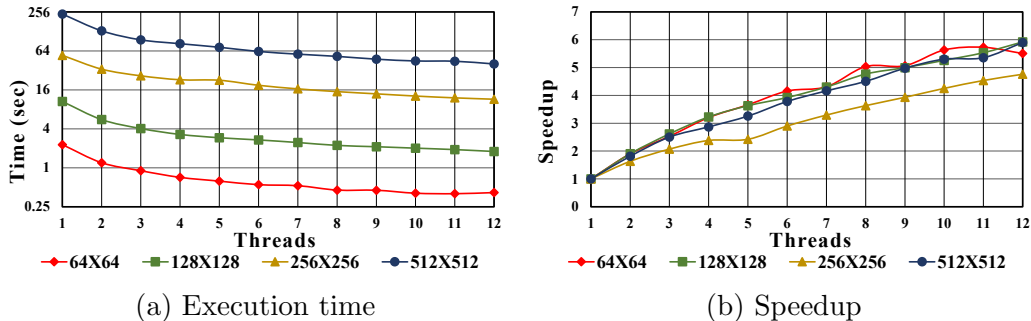 256
64
16
4
1
0.25
Time (sec)
1 2 3 4 5 6 7 8 9 10 11 12
Threads
64X64 128X128 256X256 512X512
(a) Execution time
7
6
5
4
3
2
1
0
Speedup
1 2 3 4 5 6 7 8 9 10 11 12
Threads
64X64 128X128 256X256 512X512
(b) Speedup